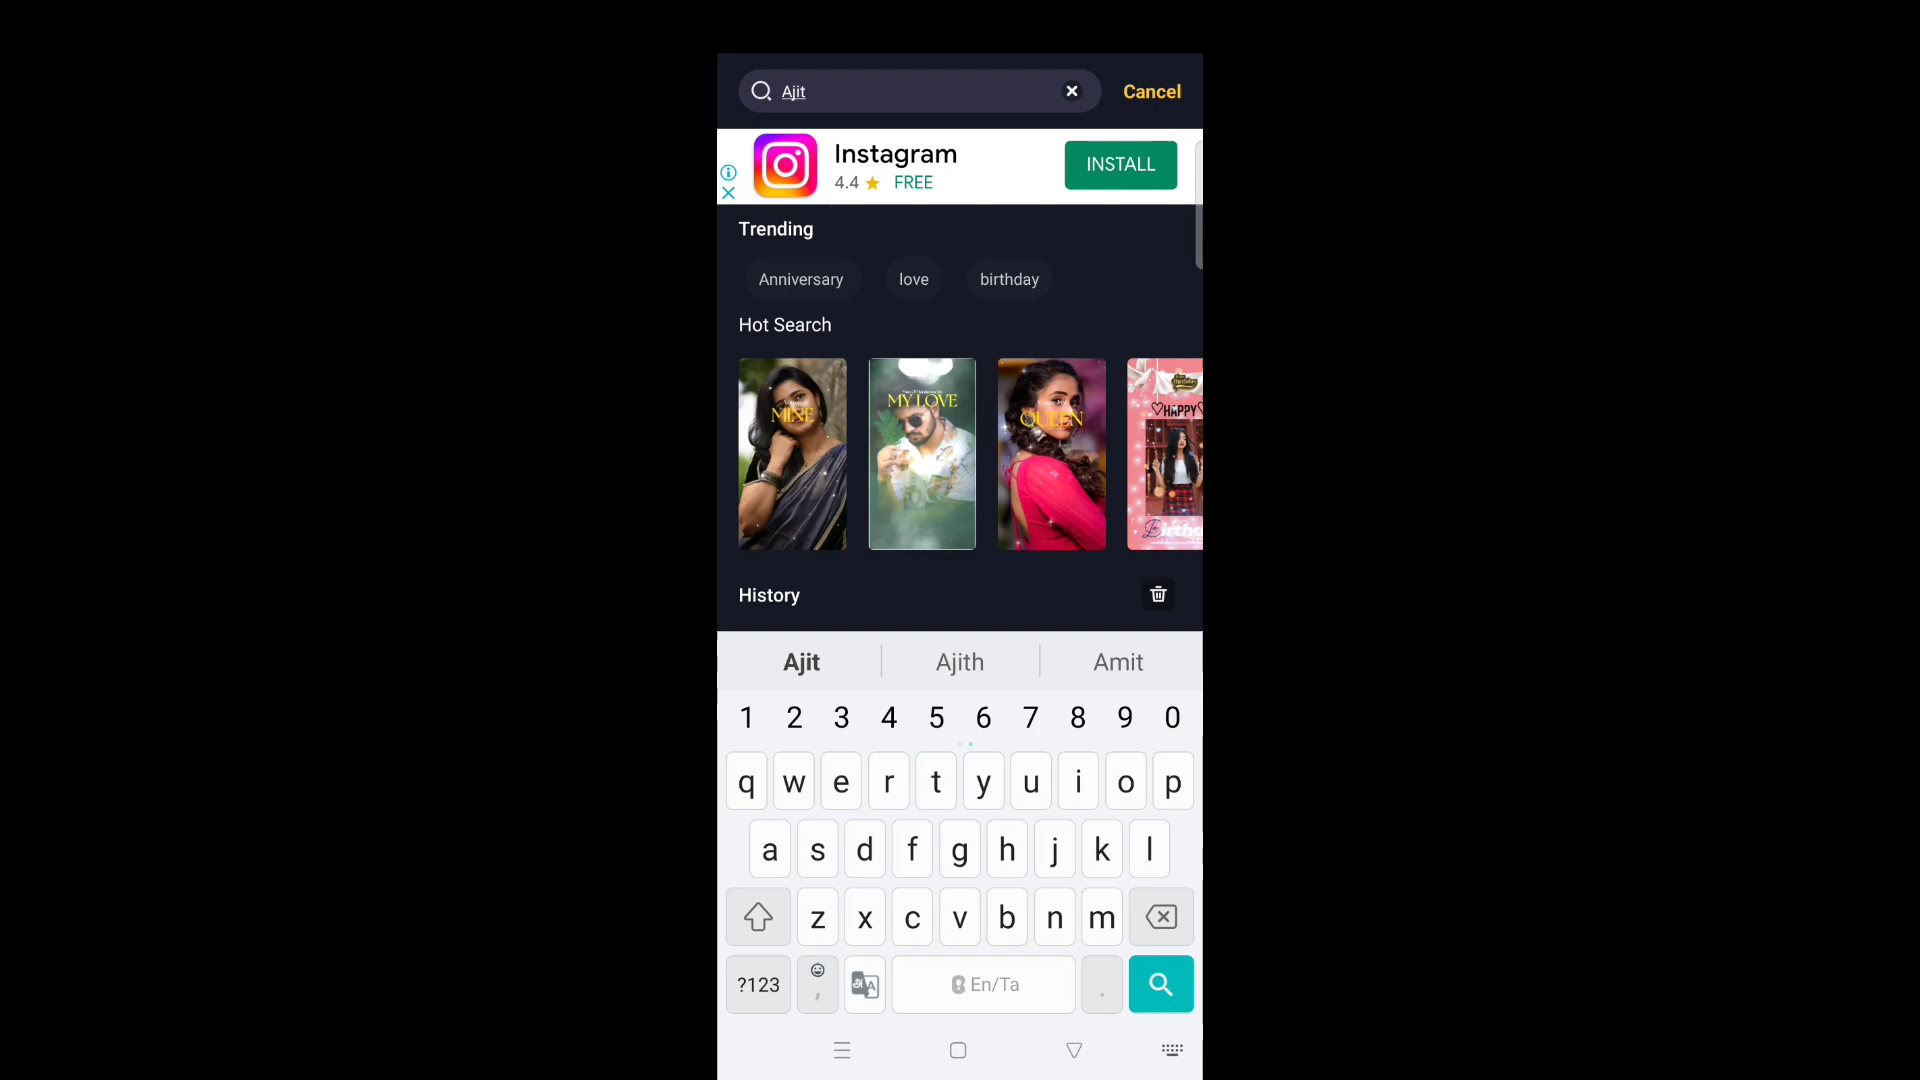 Ajit
Cancel
Instagram
4.4 ★ FREE
INSTALL
Trending
Anniversary love birthday
Hot Search
MINE
MY LOVE
QUEEN
Birthday
HAPPY
History
Ajit Ajith Amit
1 2 3 4 5 6 7 8 9 0
q w e r t y u i o p
a s d f g h j k l
z x c v b n m
?123 , En/Ta .